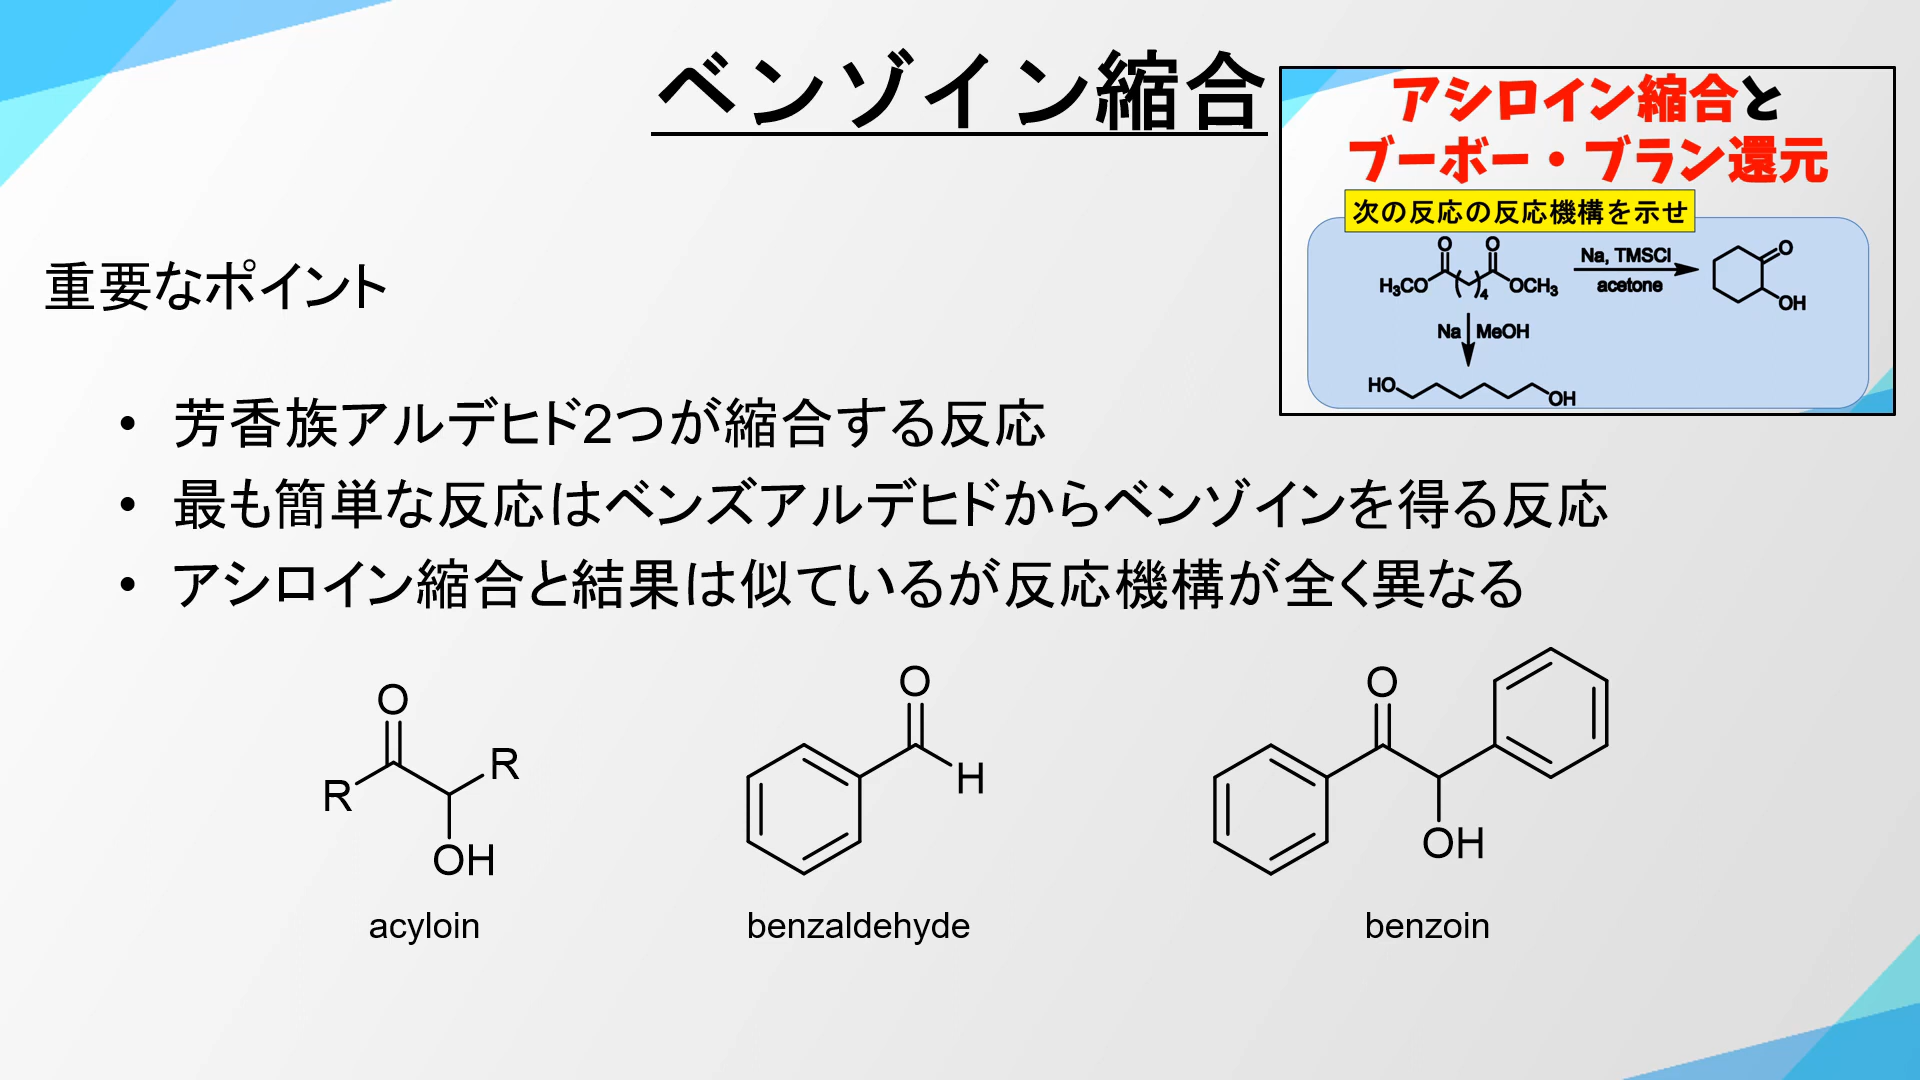 ベンゾイン縮合
アシロイン縮合と
ブーボー・ブラン還元
次の反応の反応機構を示せ
O O
H₃CO 4 OCH₃
Na, TMSCl
acetone
O
OH
Na MeOH
HO OH
重要なポイント
• 芳香族アルデヒド2つが縮合する反応
• 最も簡単な反応はベンズアルデヒドからベンゾインを得る反応
• アシロイン縮合と結果は似ているが反応機構が全く異なる
O
R R
OH
acyloin
O
H
benzaldehyde
O
OH
benzoin